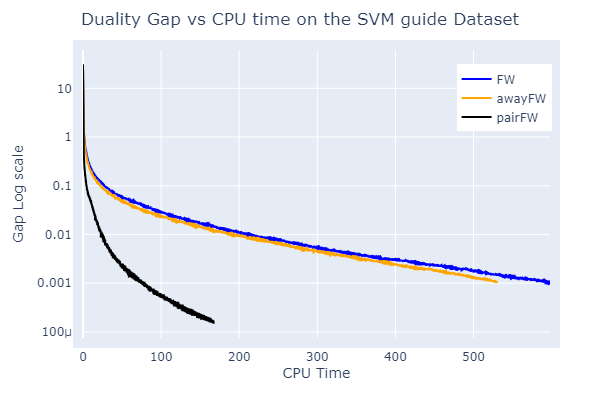 Duality Gap vs CPU time on the SVM guide Dataset
FW
awayFW
pairFW
Gap Log scale
10
1
0.1
0.01
0.001
100μ
0
100
200
300
400
500
CPU Time